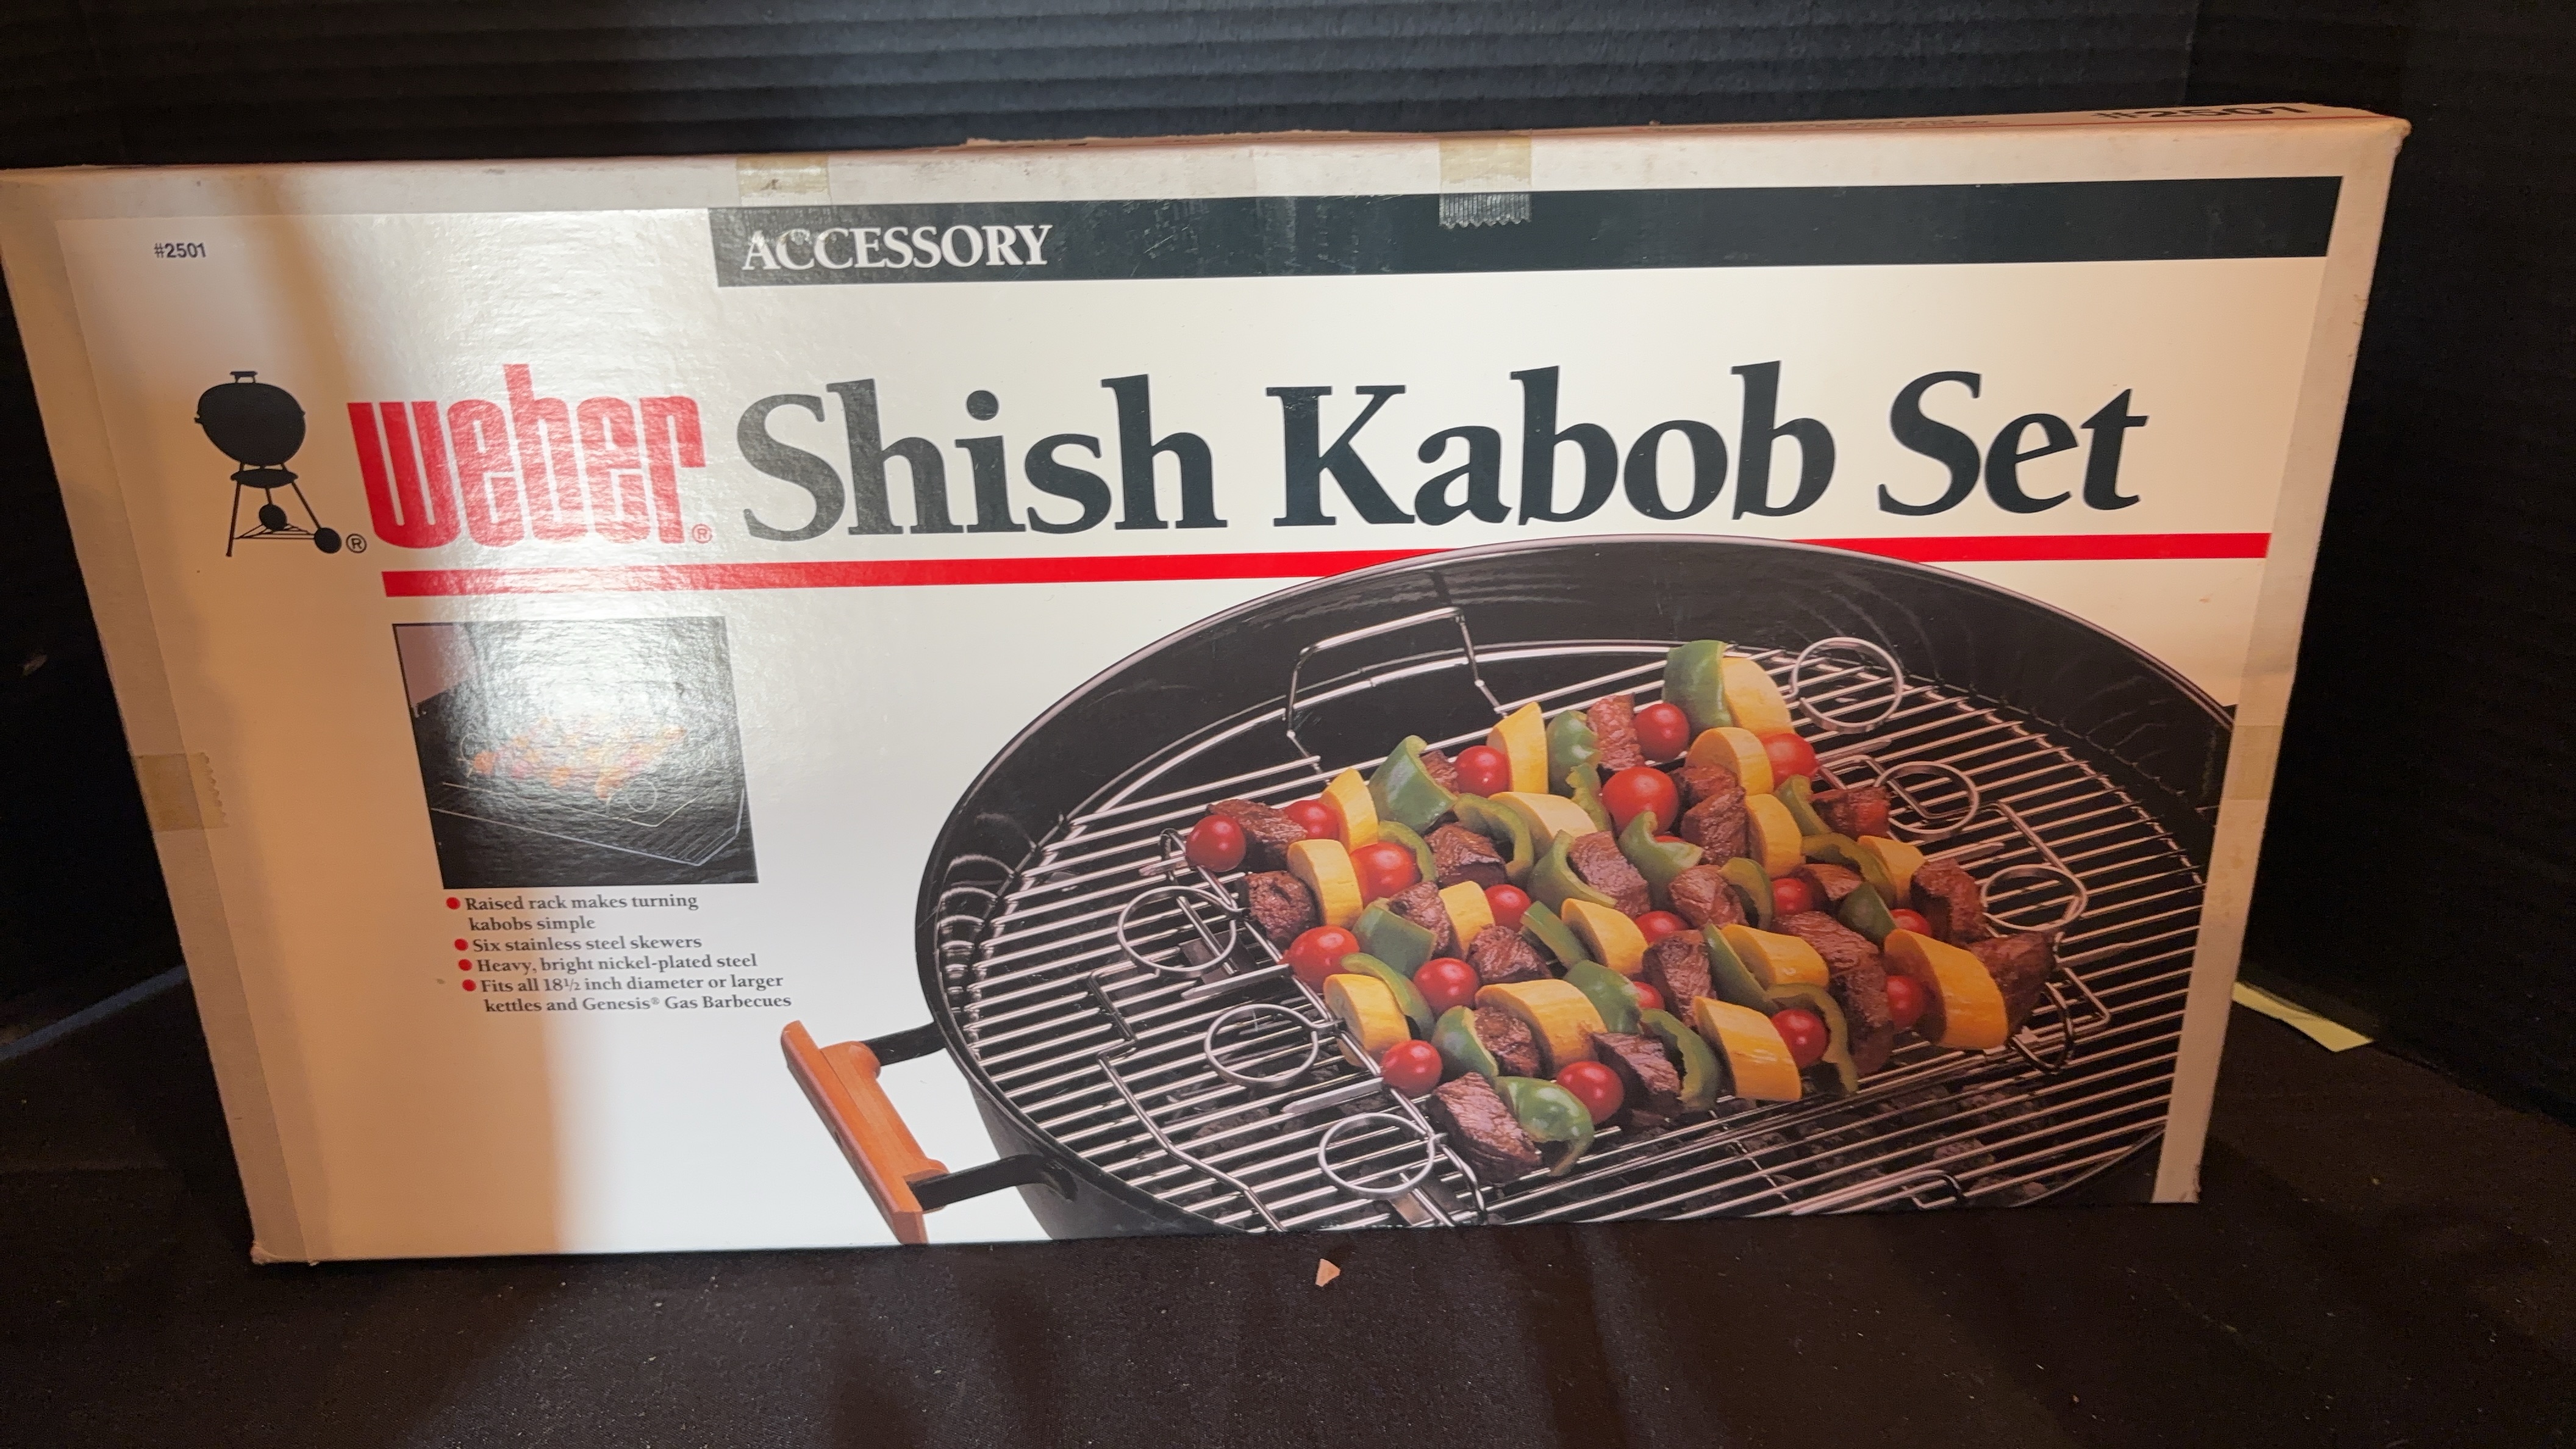 #2501
#2501
ACCESSORY
weber® Shish Kabob Set
®
Raised rack makes turning
kabobs simple
Six stainless steel skewers
Heavy, bright nickel-plated steel
Fits all 18½ inch diameter or larger
kettles and Genesis® Gas Barbecues